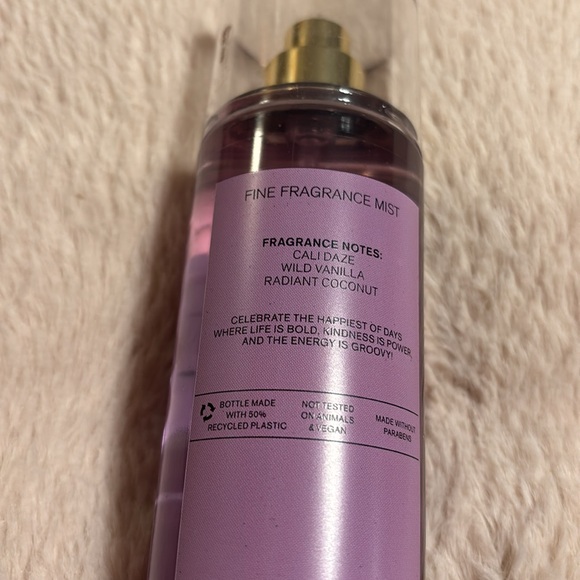 FINE FRAGRANCE MIST
FRAGRANCE NOTES:
CALI DAZE
WILD VANILLA
RADIANT COCONUT
CELEBRATE THE HAPPIEST OF DAYS
WHERE LIFE IS BOLD, KINDNESS IS POWER,
AND THE ENERGY IS GROOVY!
BOTTLE MADE
WITH 50%
RECYCLED PLASTIC
NOT TESTED
ON ANIMALS
& VEGAN
MADE WITHOUT
PARABENS